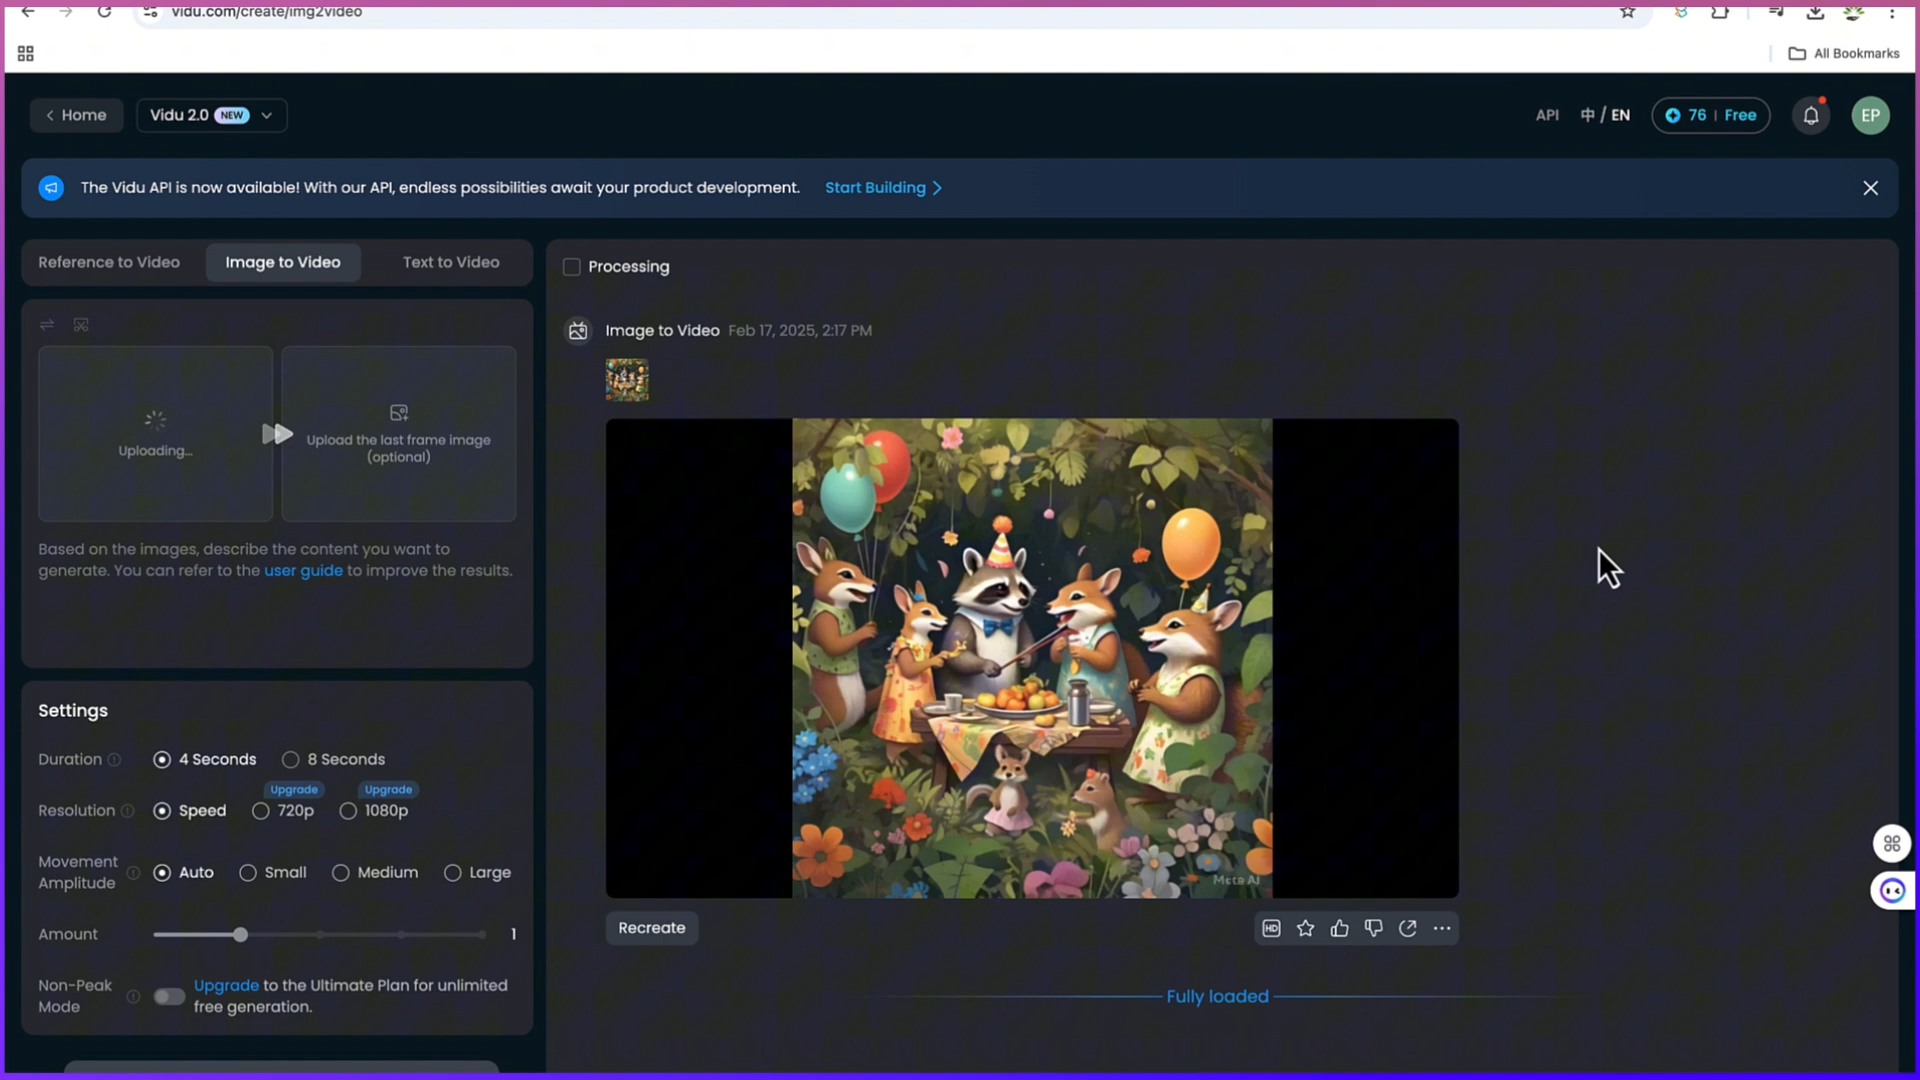 vidu.com/create/img2video
All Bookmarks
Home
Vidu 2.0 NEW
API
中 / EN
76 | Free
EP
The Vidu API is now available! With our API, endless possibilities await your product development.
Start Building
Reference to Video
Image to Video
Text to Video
Uploading...
Upload the last frame image
(optional)
Based on the images, describe the content you want to
generate. You can refer to the user guide to improve the results.
Settings
Duration
4 Seconds
8 Seconds
Upgrade
Upgrade
Resolution
Speed
720p
1080p
Movement
Amplitude
Auto
Small
Medium
Large
Amount
1
Non-Peak
Mode
Upgrade to the Ultimate Plan for unlimited
free generation.
Processing
Image to Video Feb 17, 2025, 2:17 PM
Meta AI
Recreate
HD
Fully loaded